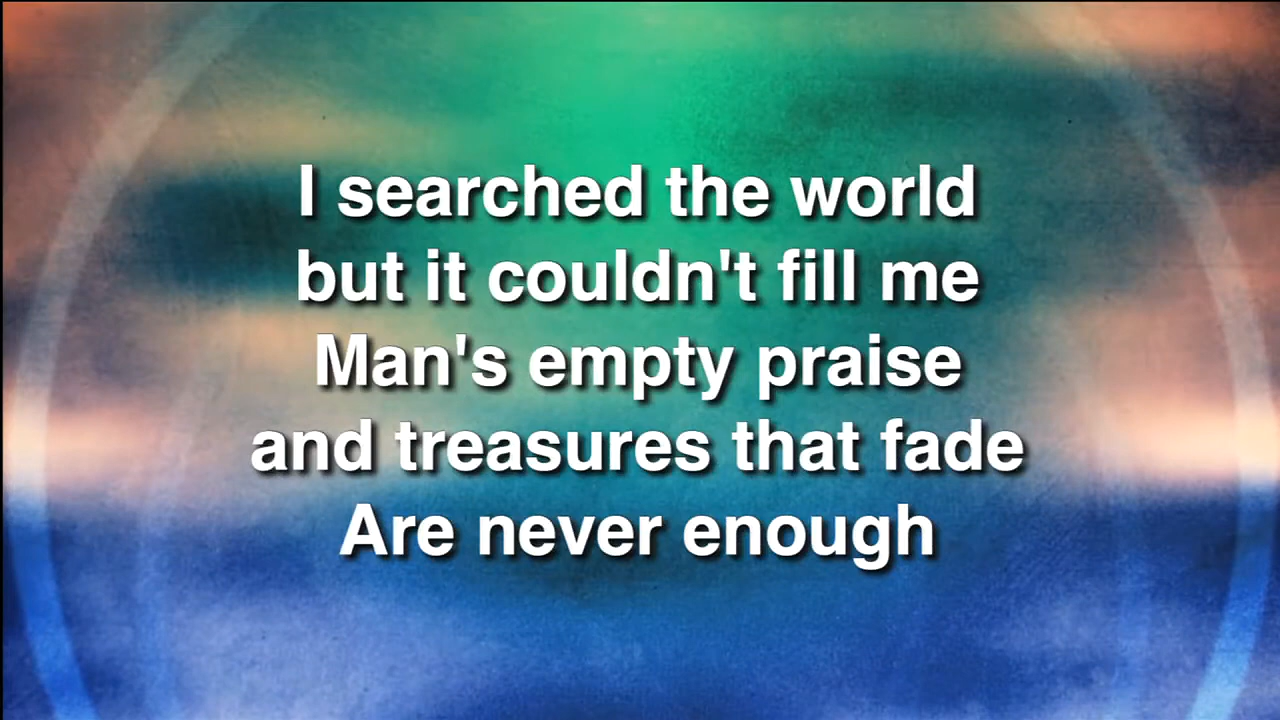 I searched the world
but it couldn't fill me
Man's empty praise
and treasures that fade
Are never enough